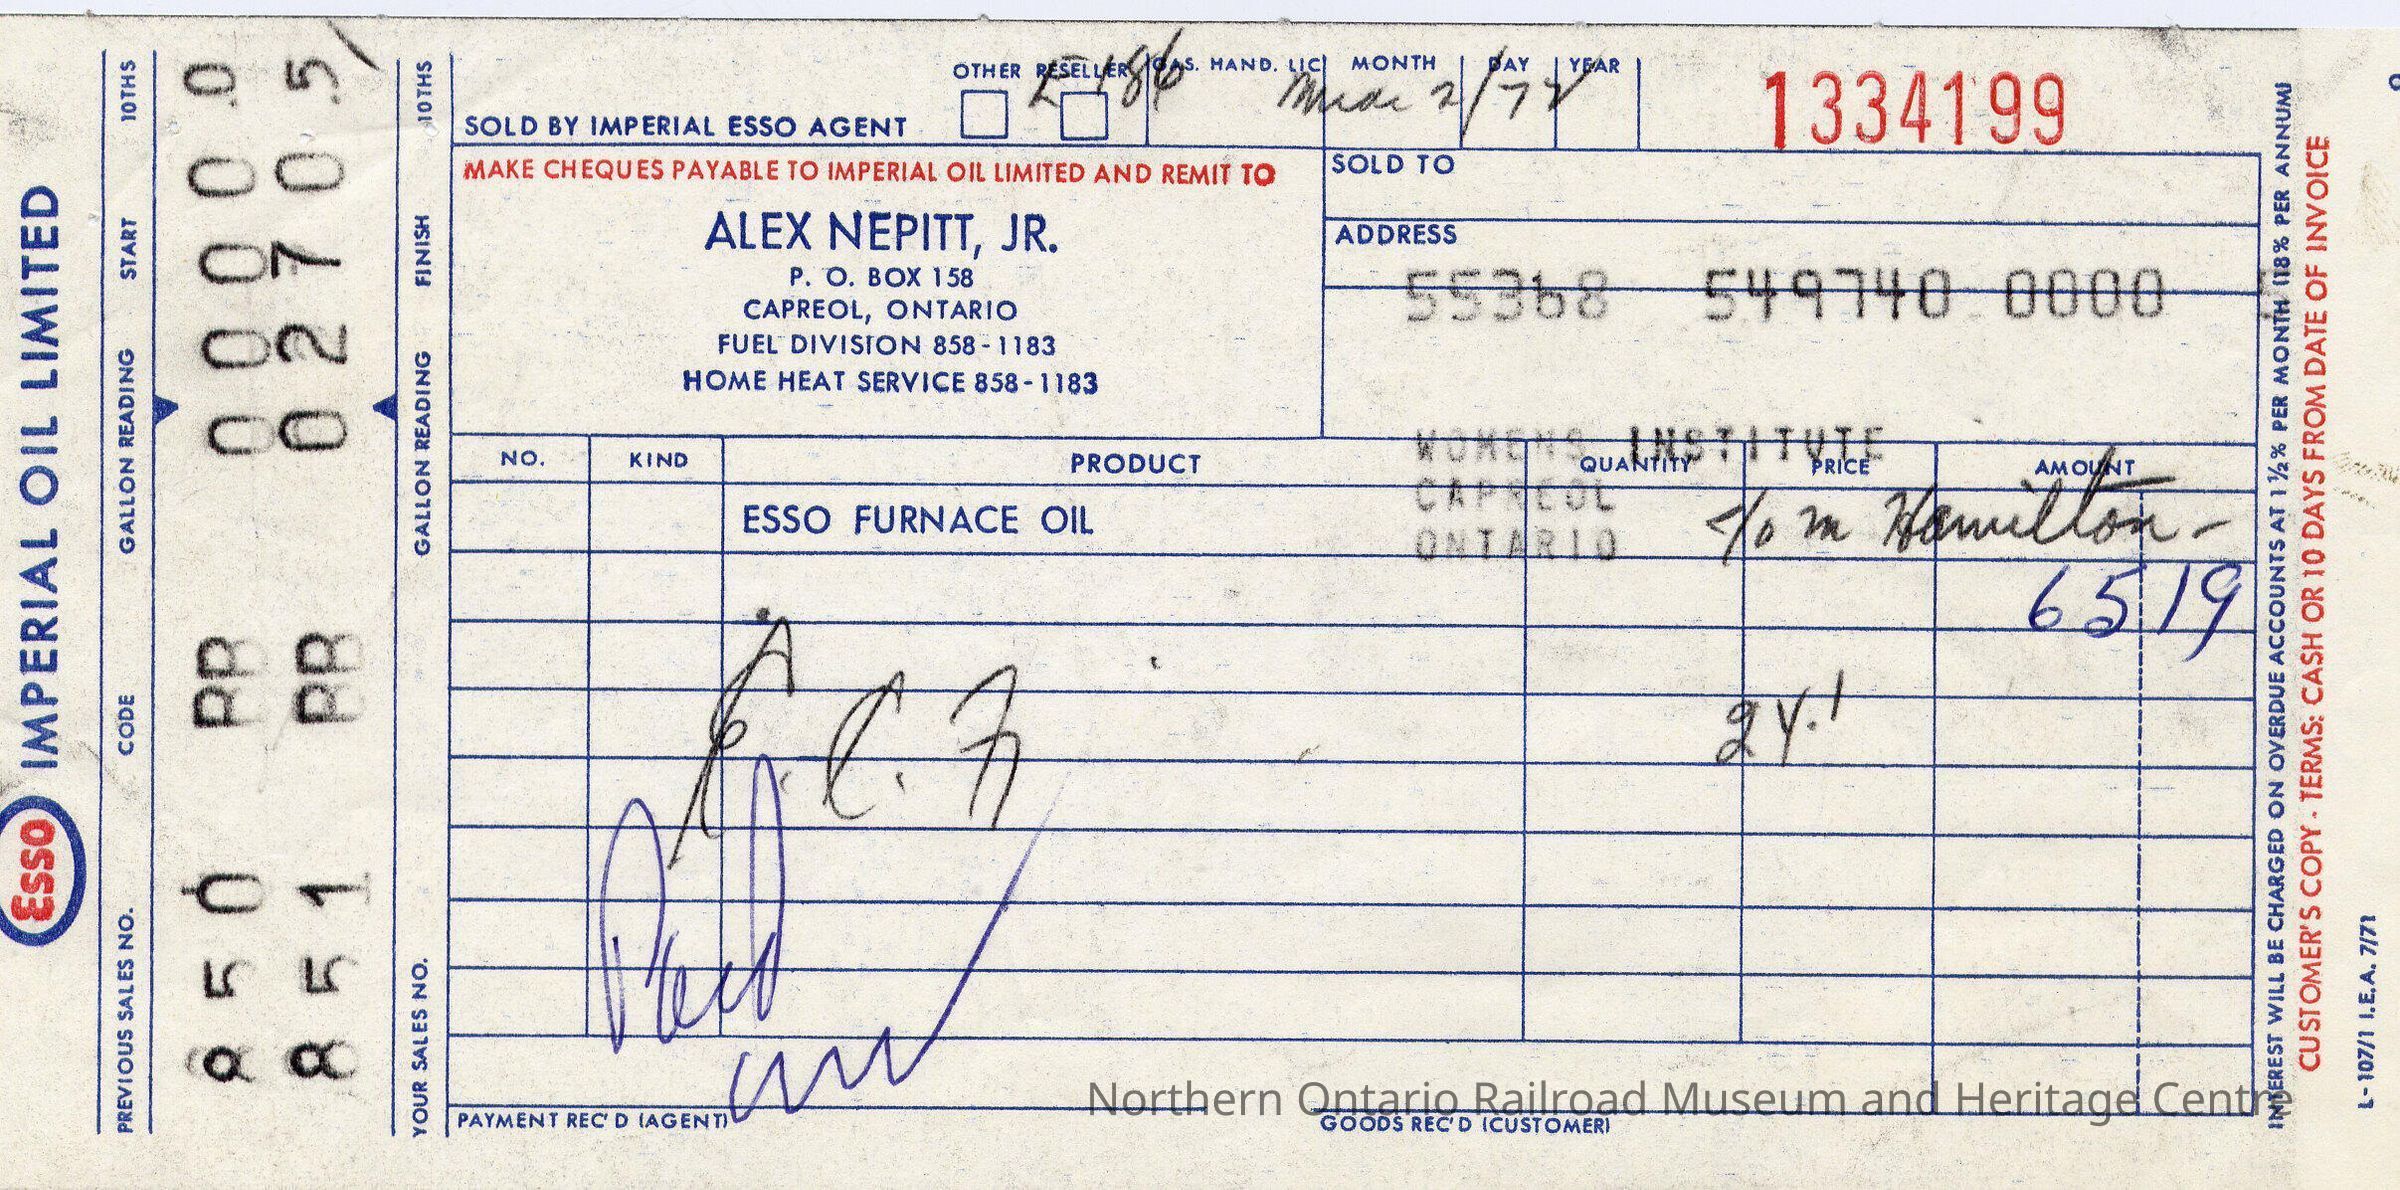 OTHER RESELLER GAS. HAND. LIC MONTH DAY YEAR
SOLD BY IMPERIAL ESSO AGENT
1334199
MAKE CHEQUES PAYABLE TO IMPERIAL OIL LIMITED AND REMIT TO
ALEX NEPITT, JR.
P. O. BOX 158
CAPREOL, ONTARIO
FUEL DIVISION 858-1183
HOME HEAT SERVICE 858-1183
SOLD TO
ADDRESS
55368 549740 0000
WOMENS INSTITUTE
CAPREOL
ONTARIO
c/o M Hamilton -
NO. KIND PRODUCT QUANTITY PRICE AMOUNT
ESSO FURNACE OIL
65 19
24.1
Paid
PAYMENT REC'D (AGENT)
GOODS REC'D (CUSTOMER)
ESSO IMPERIAL OIL LIMITED
PREVIOUS SALES NO. CODE GALLON READING START 10THS
850 PR 0000.0
851 PR 0270.5
YOUR SALES NO. GALLON READING FINISH 10THS
INTEREST WILL BE CHARGED ON OVERDUE ACCOUNTS AT 1½% PER MONTH (18% PER ANNUM)
CUSTOMER'S COPY - TERMS: CASH OR 10 DAYS FROM DATE OF INVOICE
L-107/1 I.E.A. 7/71
Northern Ontario Railroad Museum and Heritage Centre